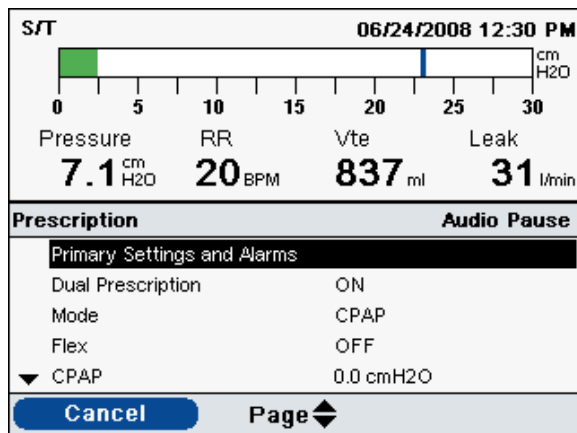 S/T 06/24/2008 12:30 PM
cm
H2O
0 5 10 15 20 25 30
Pressure RR Vte Leak
7.1 cm H2O 20 BPM 837 ml 31 l/min
Prescription Audio Pause
Primary Settings and Alarms
Dual Prescription ON
Mode CPAP
Flex OFF
CPAP 0.0 cmH2O
Cancel Page